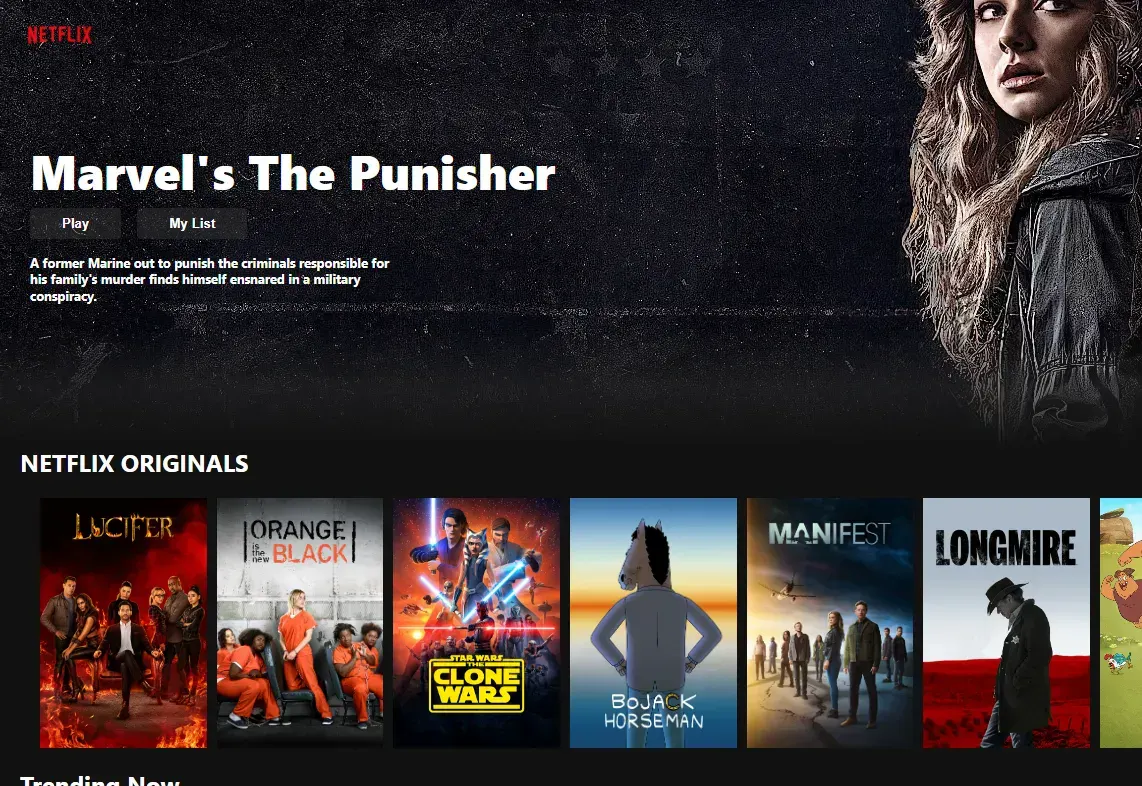 NETFLIX
Marvel's The Punisher
Play
My List
A former Marine out to punish the criminals responsible for
his family's murder finds himself ensnared in a military
conspiracy.
NETFLIX ORIGINALS
LUCIFER
ORANGE
is the new BLACK
STAR WARS
THE
CLONE
WARS
BOJACK
HORSEMAN
MANIFEST
LONGMIRE
Trending Now